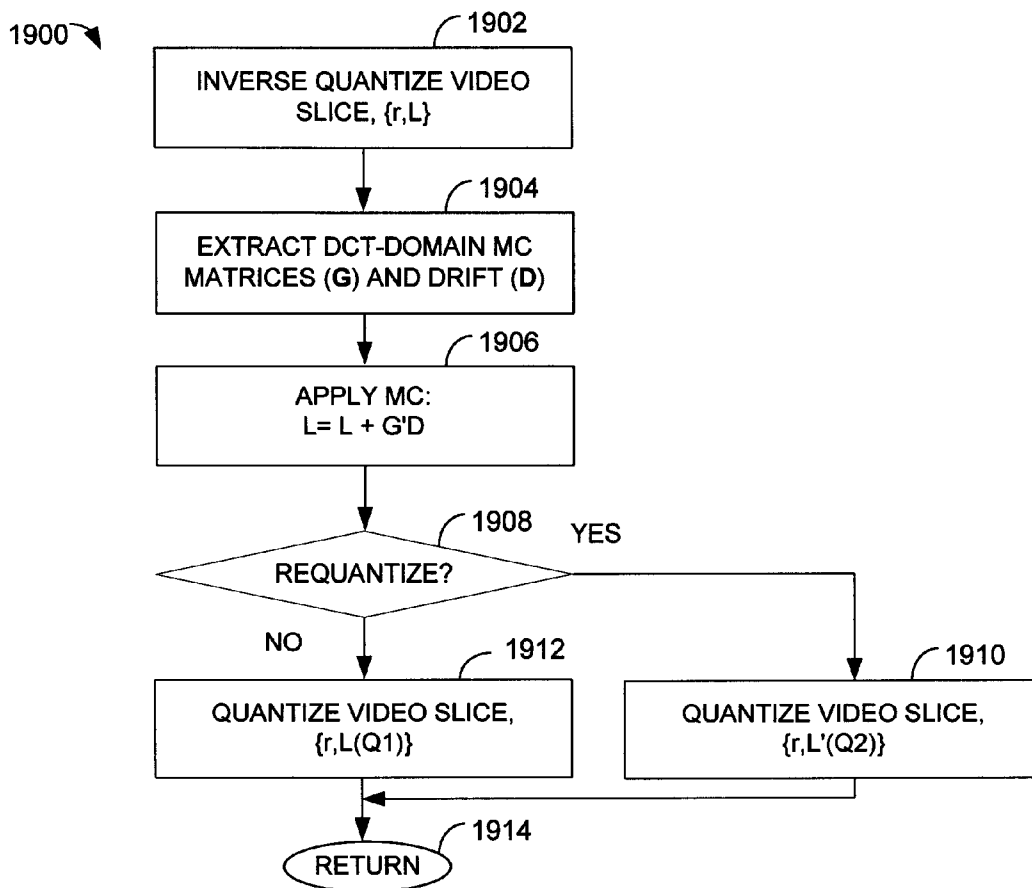 1900
1902
INVERSE QUANTIZE VIDEO
SLICE, {r,L}
1904
EXTRACT DCT-DOMAIN MC
MATRICES (G) AND DRIFT (D)
1906
APPLY MC:
L= L + G'D
1908
REQUANTIZE?
YES
NO
1912
QUANTIZE VIDEO SLICE,
{r,L(Q1)}
1910
QUANTIZE VIDEO SLICE,
{r,L'(Q2)}
1914
RETURN